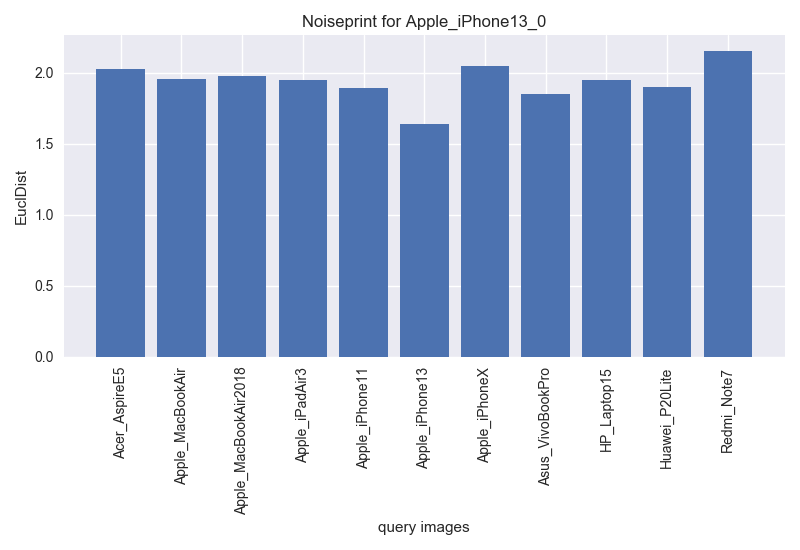 Noiseprint for Apple_iPhone13_0
EuclDist
2.0
1.5
1.0
0.5
0.0
Acer_AspireE5
Apple_MacBookAir
Apple_MacBookAir2018
Apple_iPadAir3
Apple_iPhone11
Apple_iPhone13
Apple_iPhoneX
Asus_VivoBookPro
HP_Laptop15
Huawei_P20Lite
Redmi_Note7
query images